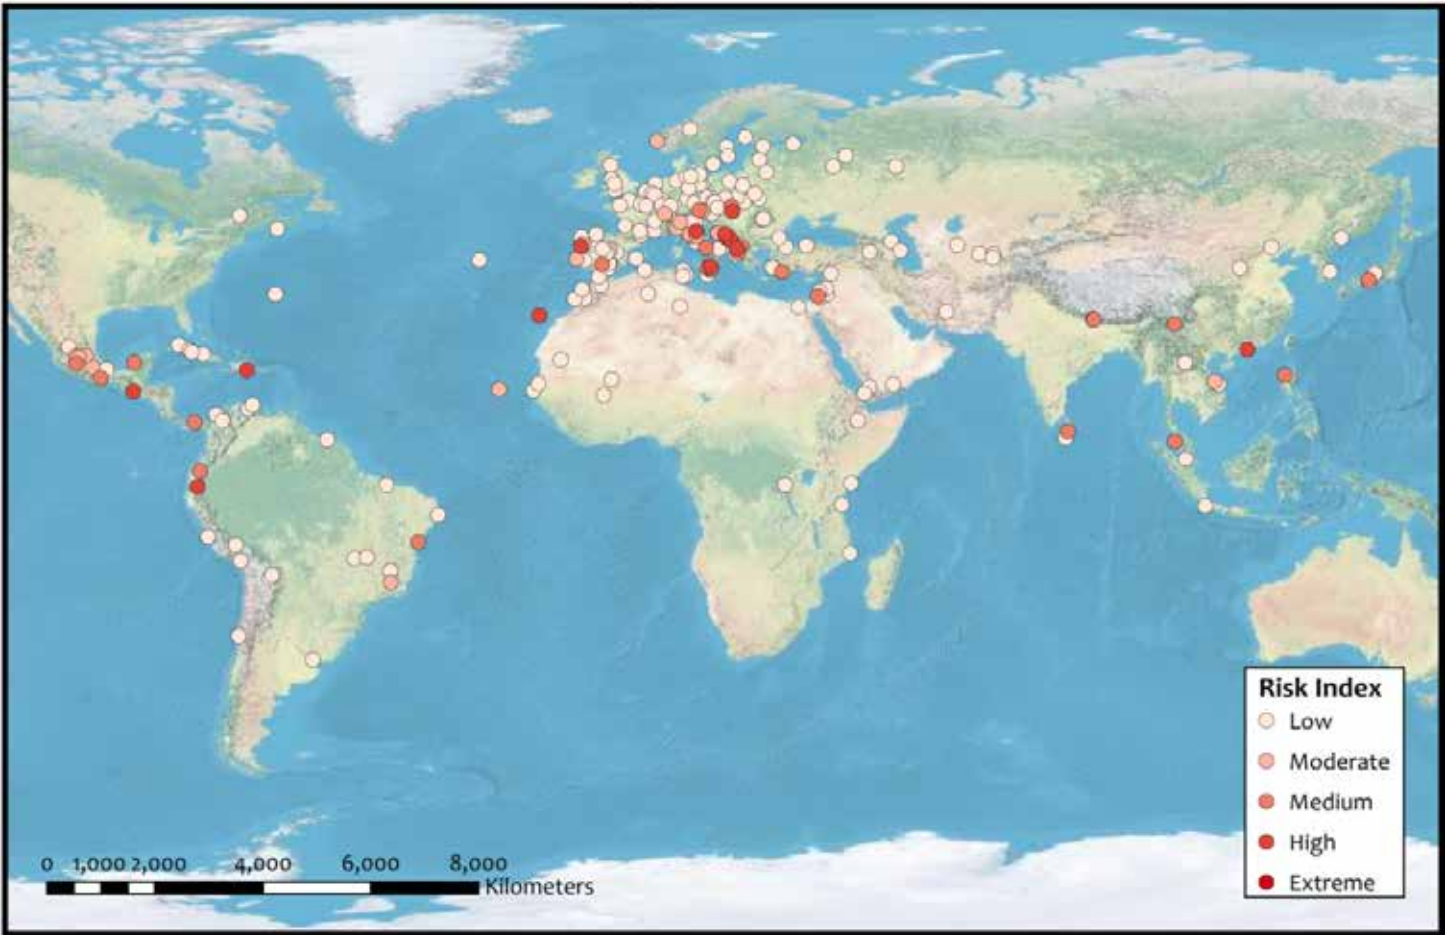 Risk Index
Low
Moderate
Medium
High
Extreme
0 1,000 2,000 4,000 6,000 8,000
Kilometers